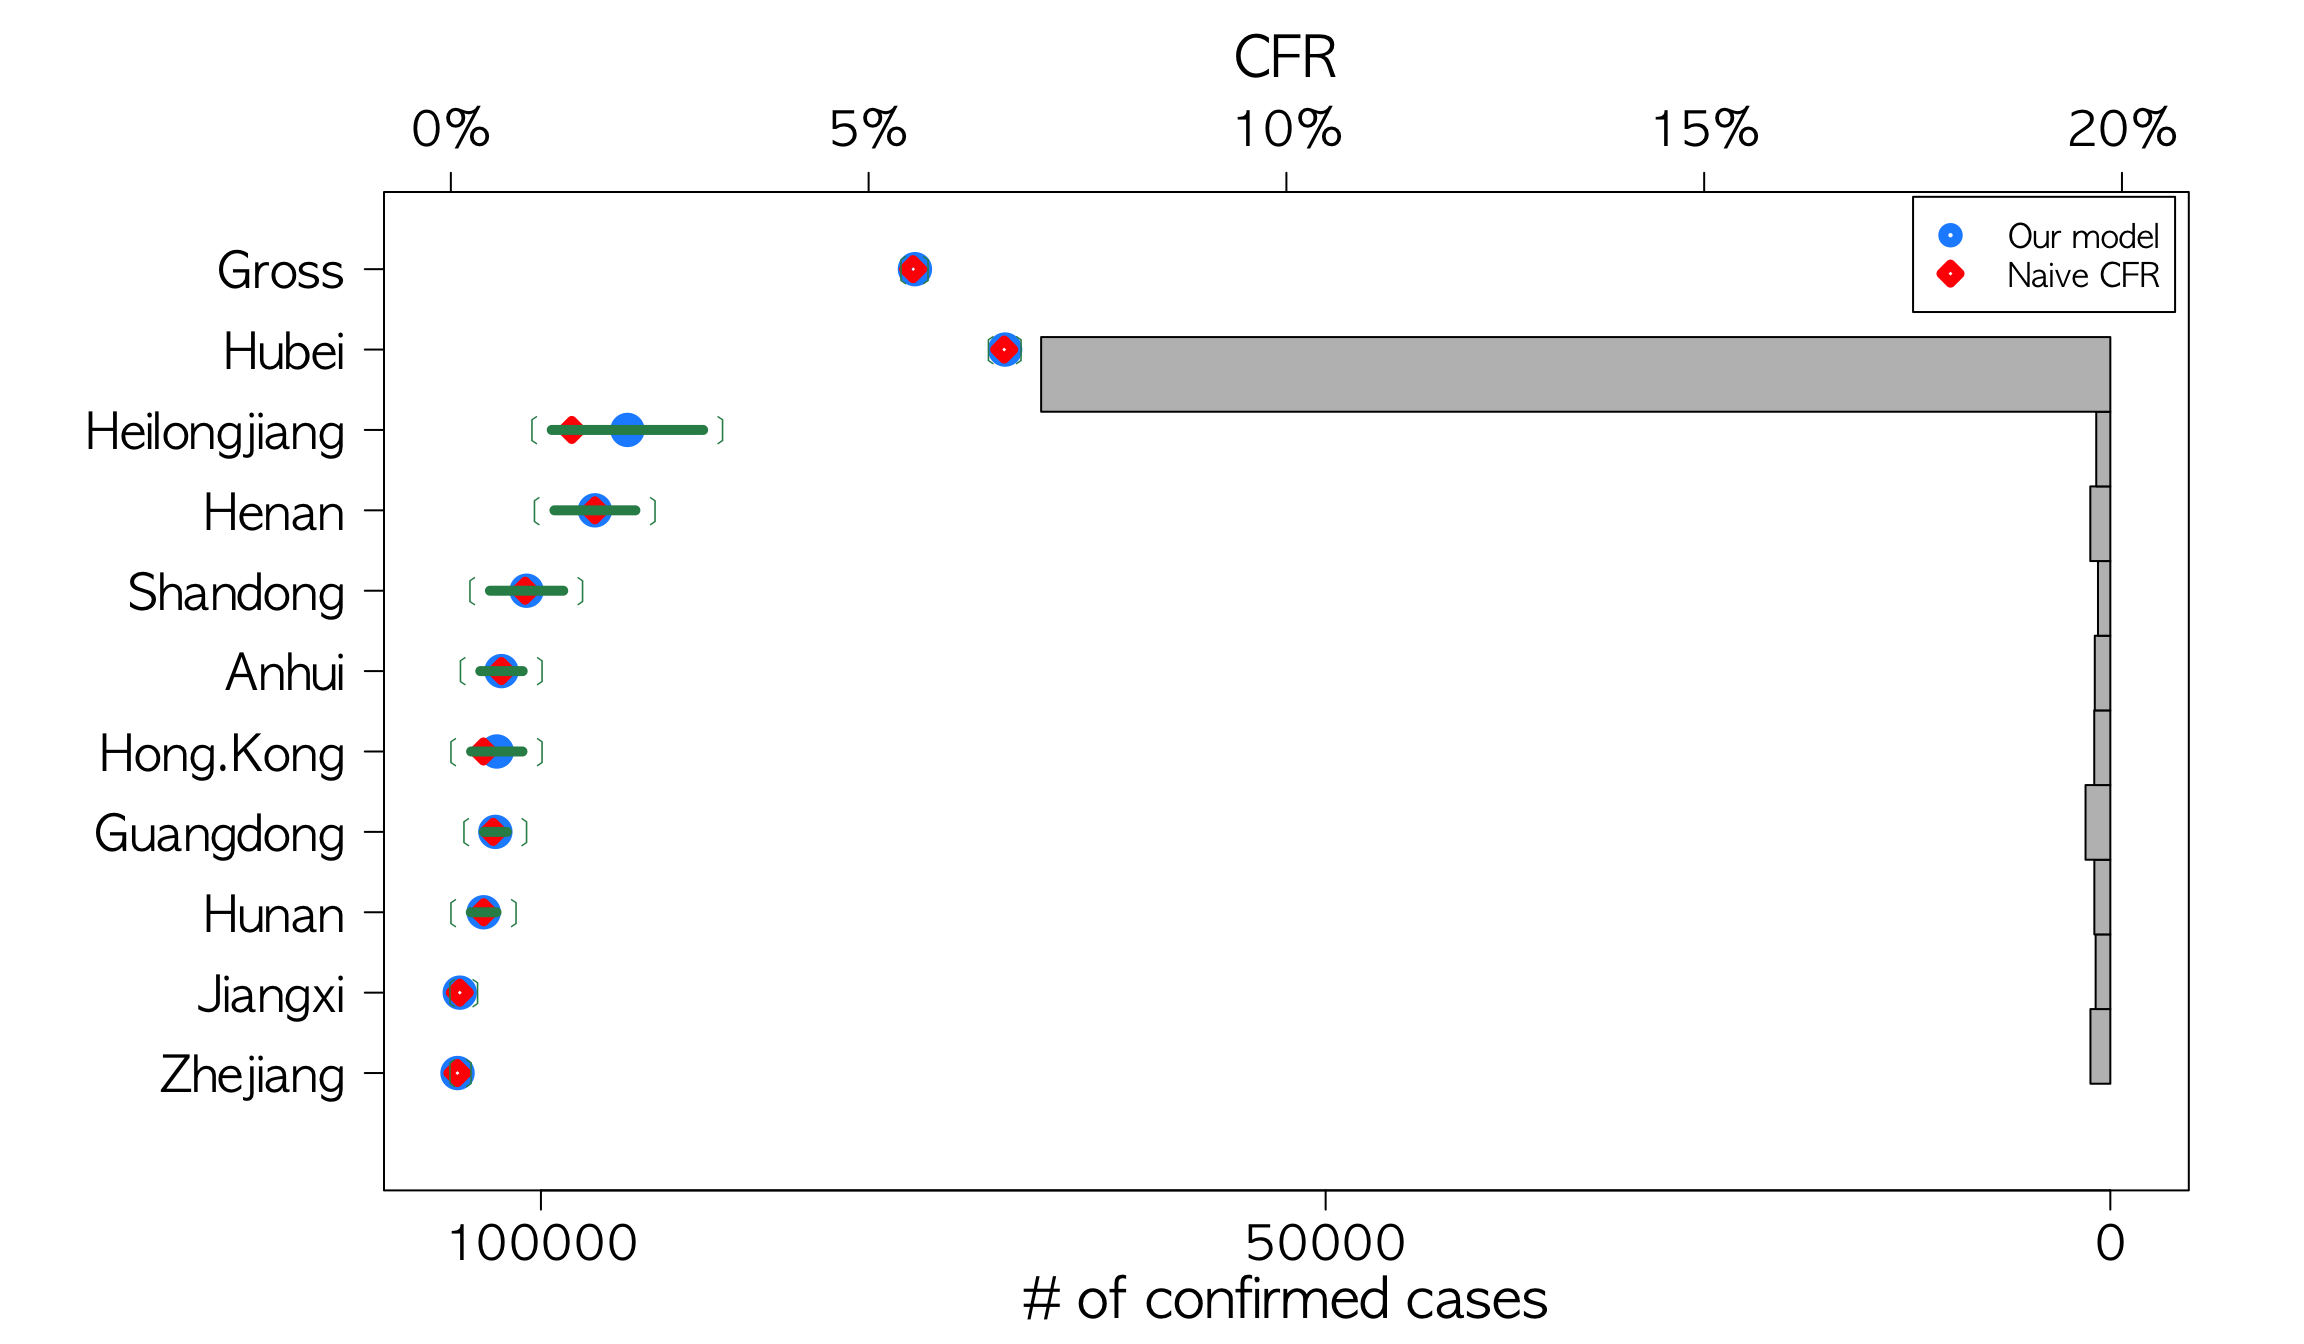 CFR
0% 5% 10% 15% 20%
Our model
Naive CFR
Gross
Hubei
Heilongjiang
Henan
Shandong
Anhui
Hong.Kong
Guangdong
Hunan
Jiangxi
Zhejiang
100000 50000 0
# of confirmed cases